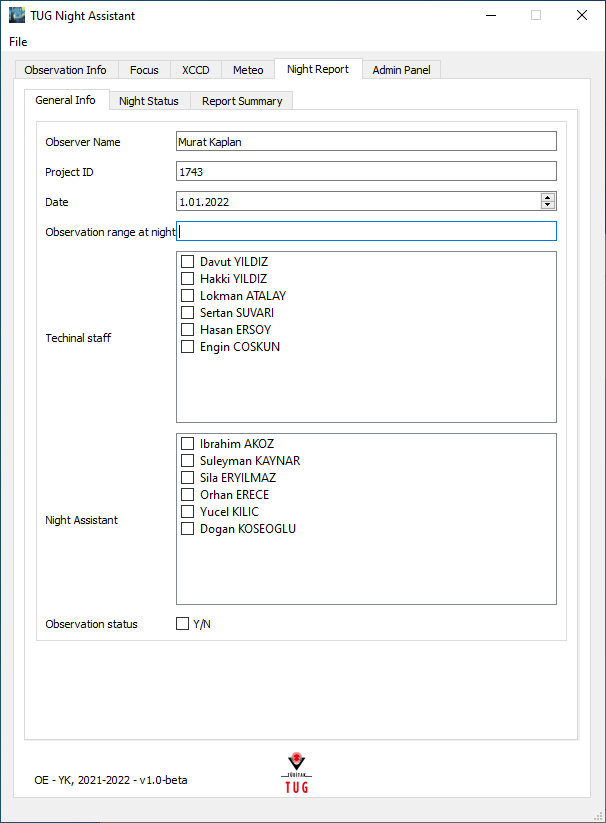 TUG Night Assistant
File
Observation Info Focus XCCD Meteo Night Report Admin Panel
General Info Night Status Report Summary
Observer Name Murat Kaplan
Project ID 1743
Date 1.01.2022
Observation range at night
Davut YILDIZ
Hakki YILDIZ
Lokman ATALAY
Sertan SUVARI
Hasan ERSOY
Techinal staff
Engin COSKUN
Ibrahim AKOZ
Suleyman KAYNAR
Sila ERYILMAZ
Orhan ERECE
Yucel KILIC
Night Assistant
Dogan KOSEOGLU
Observation status Y/N
TÜBİTAK
TUG
OE - YK, 2021-2022 - v1.0-beta